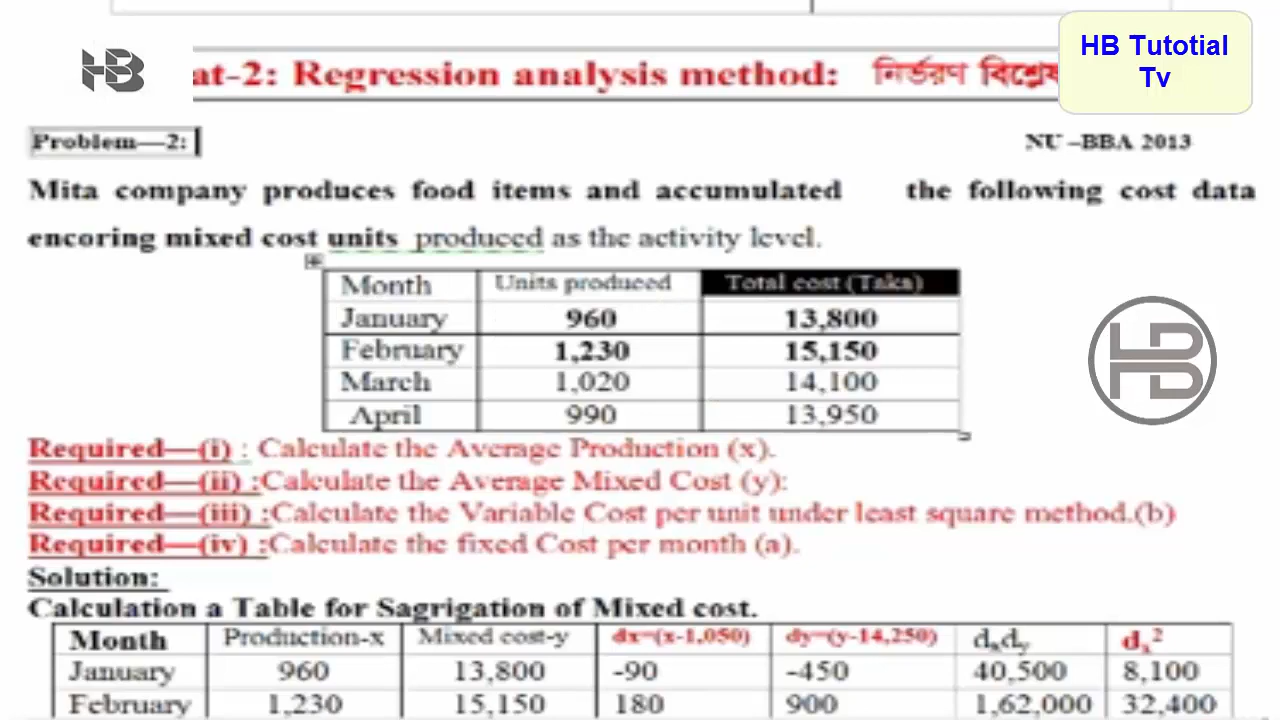 HB Tutotial
Tv
HB
at-2: Regression analysis method: নির্ভরণ বিশ্লেষ
Problem—2:
NU –BBA 2013
Mita company produces food items and accumulated the following cost data
encoring mixed cost units produced as the activity level.
Month Units produced Total cost (Taka)
January 960 13,800
February 1,230 15,150
March 1,020 14,100
April 990 13,950
HB
Required—(i) : Calculate the Average Production (x).
Required—(ii) :Calculate the Average Mixed Cost (y):
Required—(iii) :Calculate the Variable Cost per unit under least square method.(b)
Required—(iv) :Calculate the fixed Cost per month (a).
Solution:
Calculation a Table for Sagrigation of Mixed cost.
Month Production-x Mixed cost-y dx=(x-1,050) dy=(y-14,250) dₓdᵧ dₓ²
January 960 13,800 -90 -450 40,500 8,100
February 1,230 15,150 180 900 1,62,000 32,400